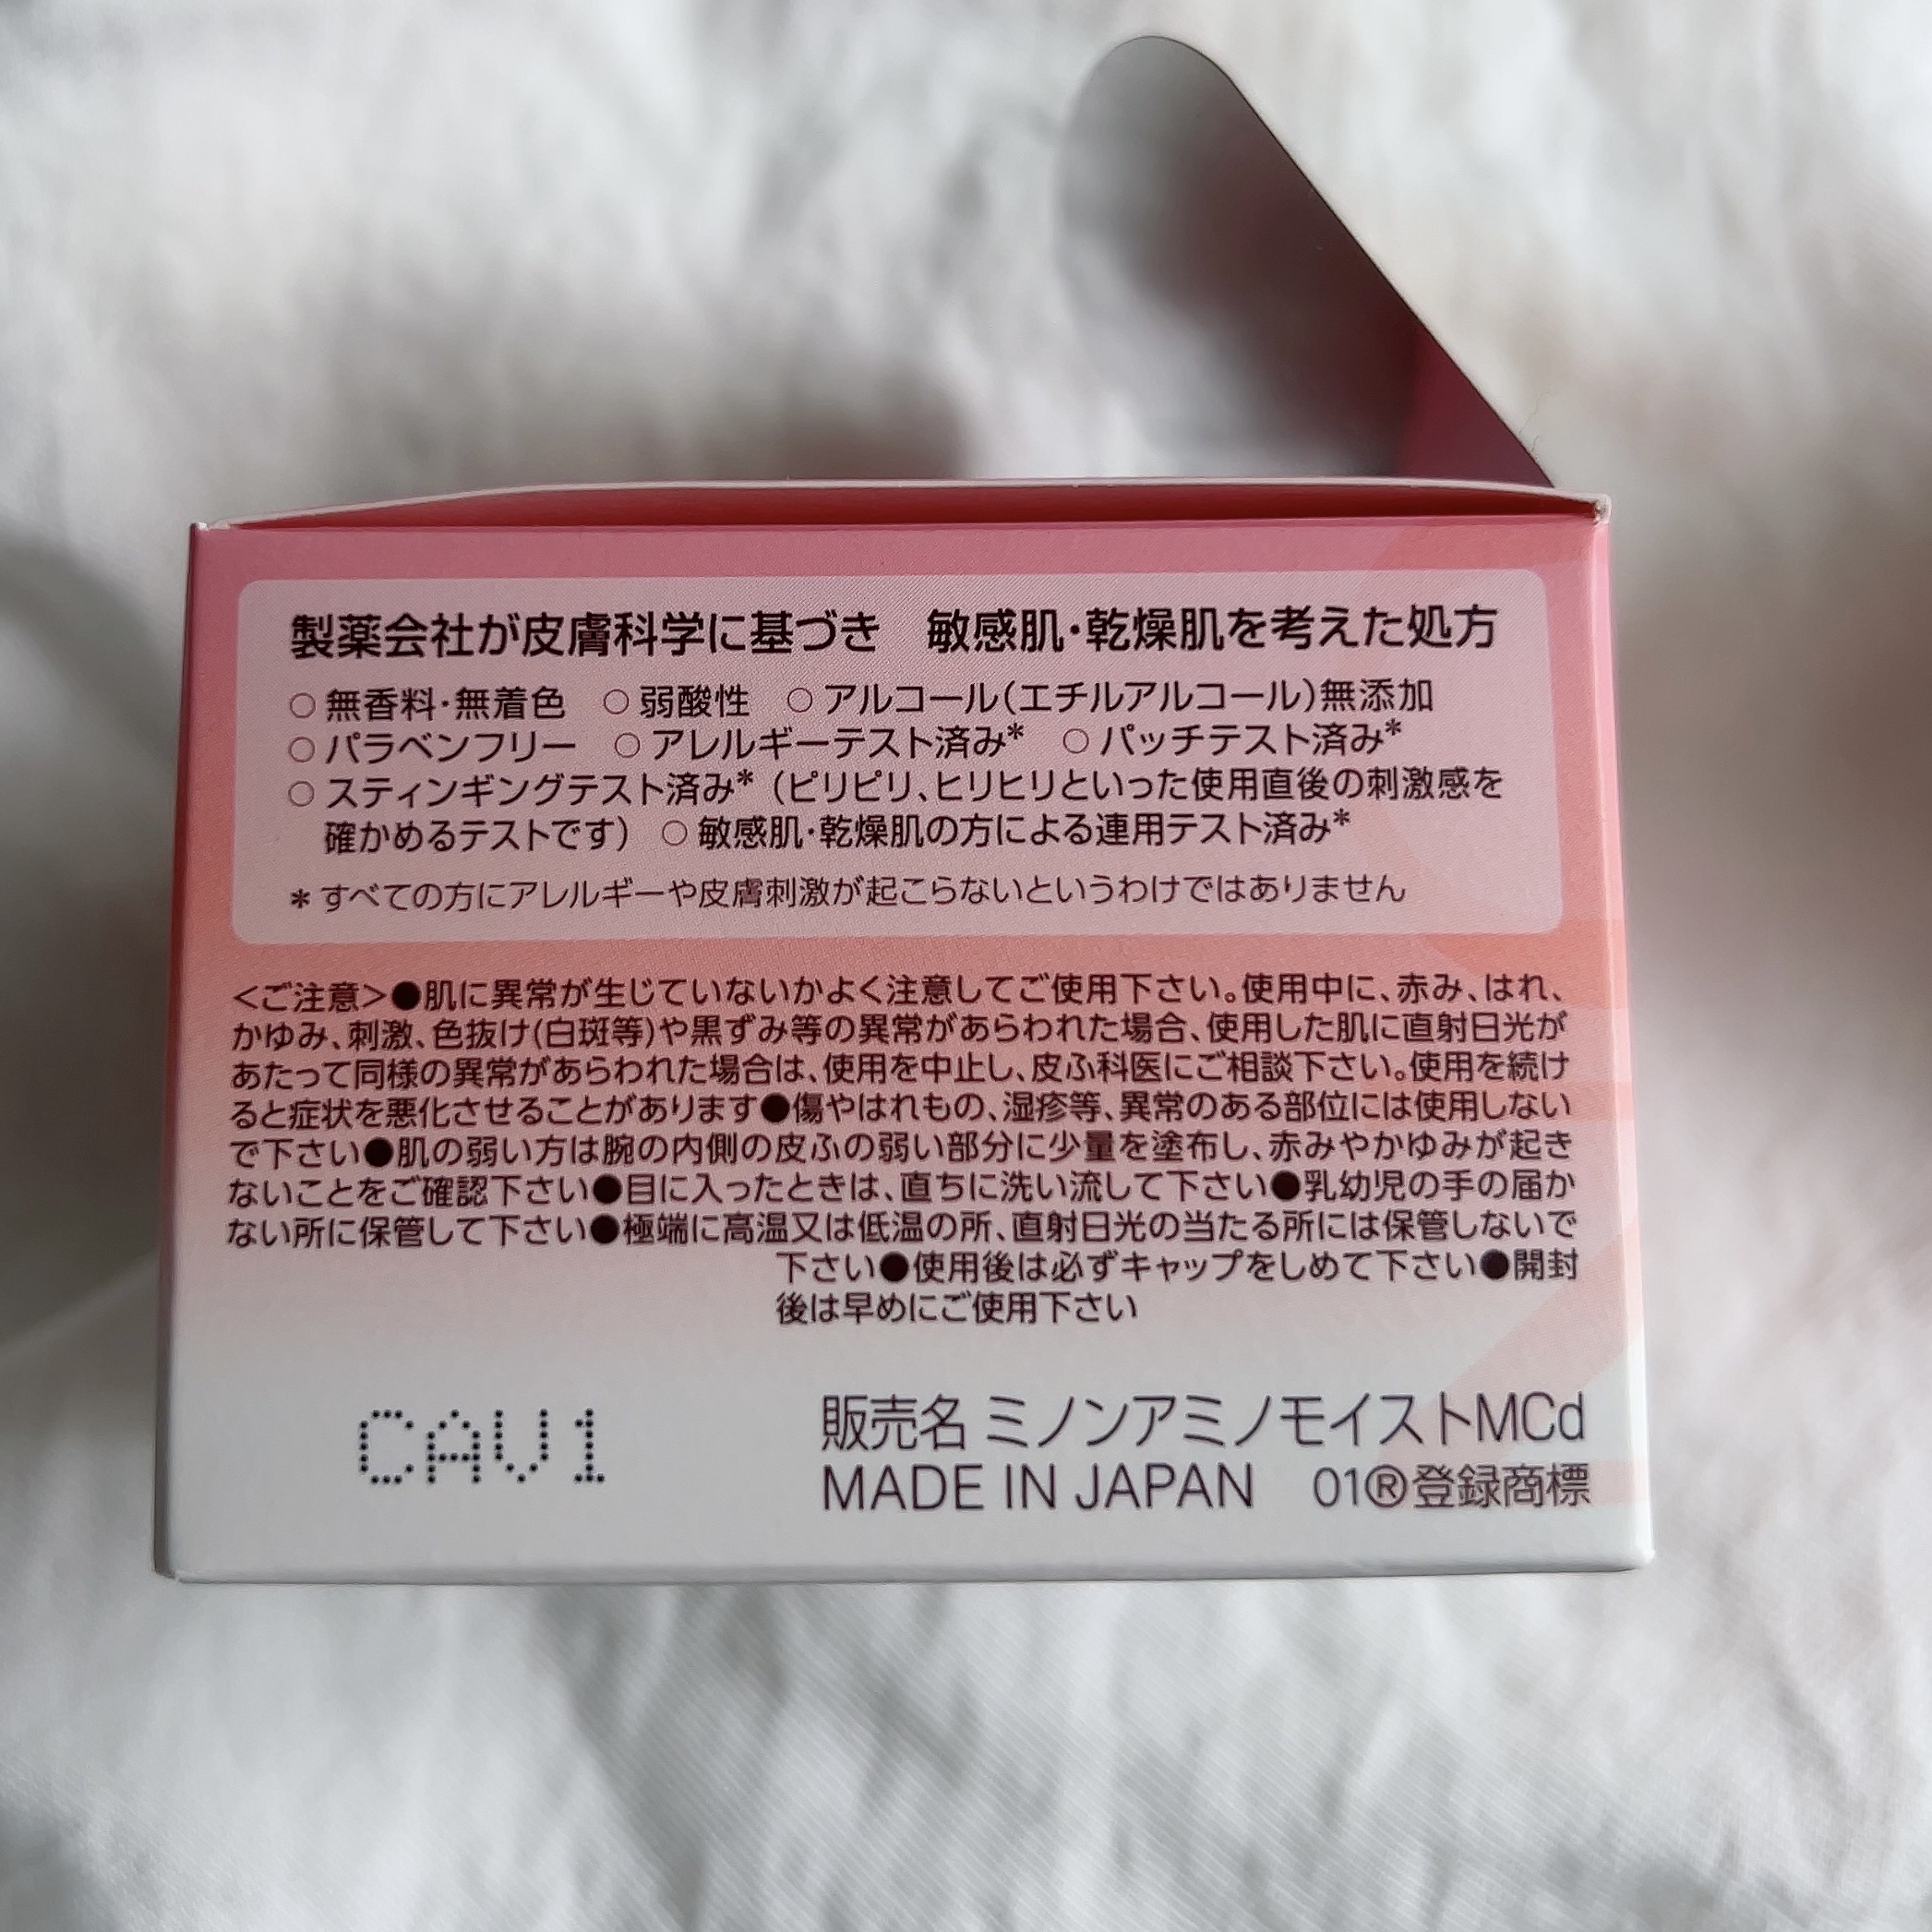 製薬会社が皮膚科学に基づき　敏感肌・乾燥肌を考えた処方
○無香料・無着色　○弱酸性　○アルコール（エチルアルコール）無添加
○パラベンフリー　○アレルギーテスト済み*　○パッチテスト済み*
○スティンギングテスト済み*（ピリピリ、ヒリヒリといった使用直後の刺激感を
確かめるテストです）　○敏感肌・乾燥肌の方による連用テスト済み*
*すべての方にアレルギーや皮膚刺激が起こらないというわけではありません
＜ご注意＞●肌に異常が生じていないかよく注意してご使用下さい。使用中に、赤み、はれ、
かゆみ、刺激、色抜け(白斑等)や黒ずみ等の異常があらわれた場合、使用した肌に直射日光が
あたって同様の異常があらわれた場合は、使用を中止し、皮ふ科医にご相談下さい。使用を続け
ると症状を悪化させることがあります●傷やはれもの、湿疹等、異常のある部位には使用しない
で下さい●肌の弱い方は腕の内側の皮ふの弱い部分に少量を塗布し、赤みやかゆみが起き
ないことをご確認下さい●目に入ったときは、直ちに洗い流して下さい●乳幼児の手の届か
ない所に保管して下さい●極端に高温又は低温の所、直射日光の当たる所には保管しないで
下さい●使用後は必ずキャップをしめて下さい●開封
後は早めにご使用下さい
CAV1
販売名 ミノンアミノモイストMCd
MADE IN JAPAN　01®登録商標